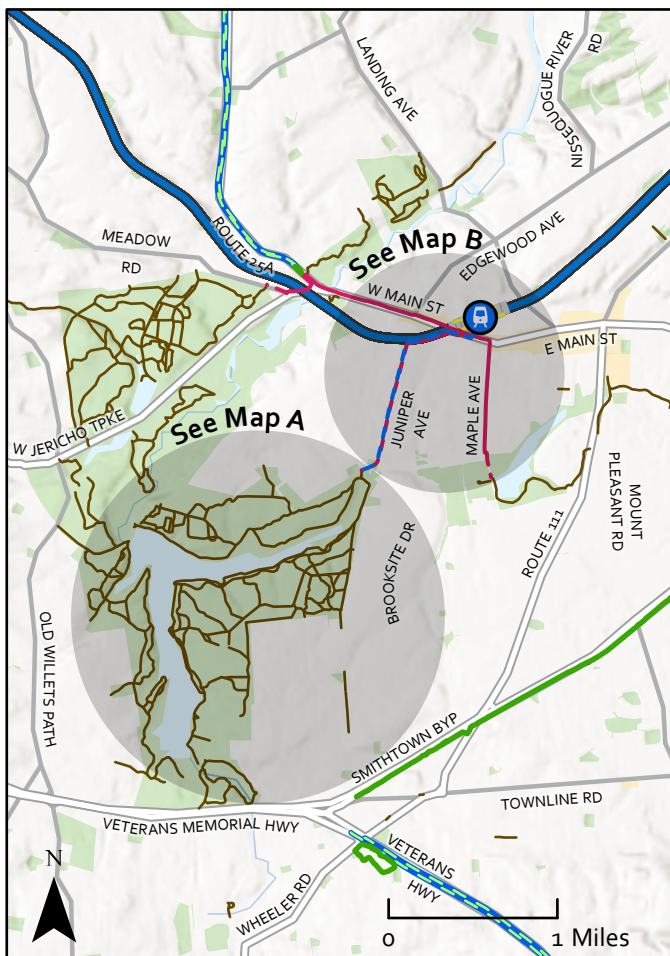 LANDING AVE
NISSEQUOGUE RIVER
RD
MEADOW
RD
ROUTE 25A
See Map B
EDGEWOOD AVE
W MAIN ST
E MAIN ST
W JERICHO TPKE
See Map A
JUNIPER
AVE
MAPLE AVE
MOUNT
PLEASANT RD
ROUTE 111
BROOKSITE DR
OLD WILLETS PATH
SMITHTOWN BYP
TOWNLINE RD
VETERANS MEMORIAL HWY
VETERANS
HWY
WHEELER RD
N
0 1 Miles